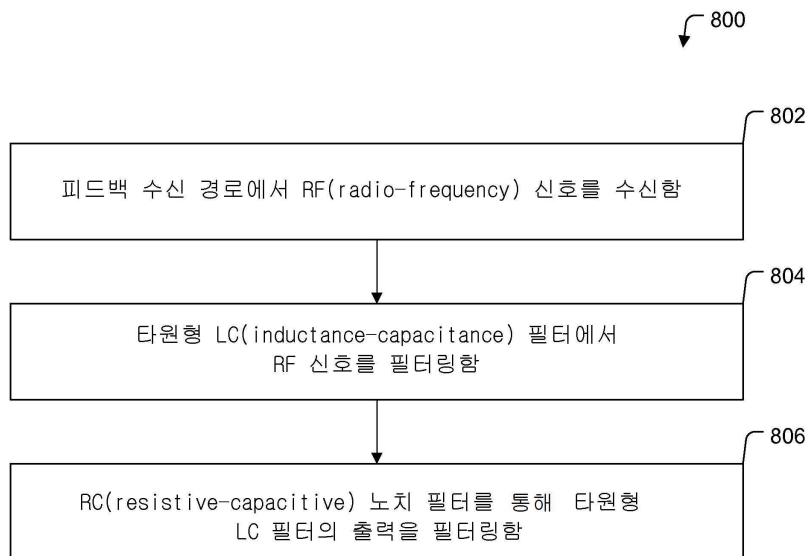 800
802
피드백 수신 경로에서 RF(radio-frequency) 신호를 수신함
804
타원형 LC(inductance-capacitance) 필터에서
RF 신호를 필터링함
806
RC(resistive-capacitive) 노치 필터를 통해 타원형
LC 필터의 출력을 필터링함